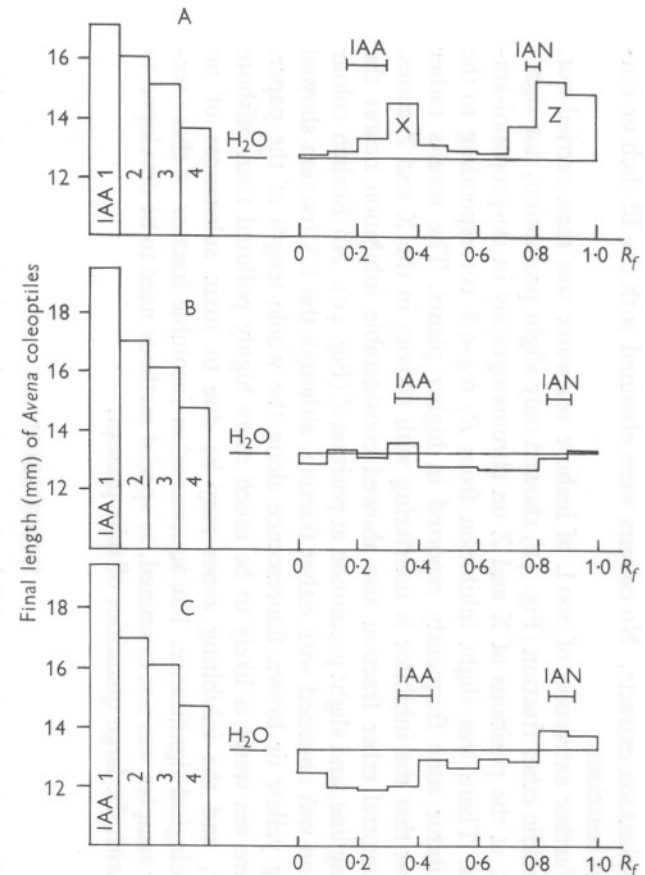 A
16
14
12
IAA 1
2
3
4
H₂O
IAA
IAN
X
Z
0
0·2
0·4
0·6
0·8
1·0
Rf
B
18
16
14
12
IAA 1
2
3
4
H₂O
IAA
IAN
0
0·2
0·4
0·6
0·8
1·0
Rf
C
18
16
14
12
IAA 1
2
3
4
H₂O
IAA
IAN
0
0·2
0·4
0·6
0·8
1·0
Rf
Final length (mm) of Avena coleoptiles